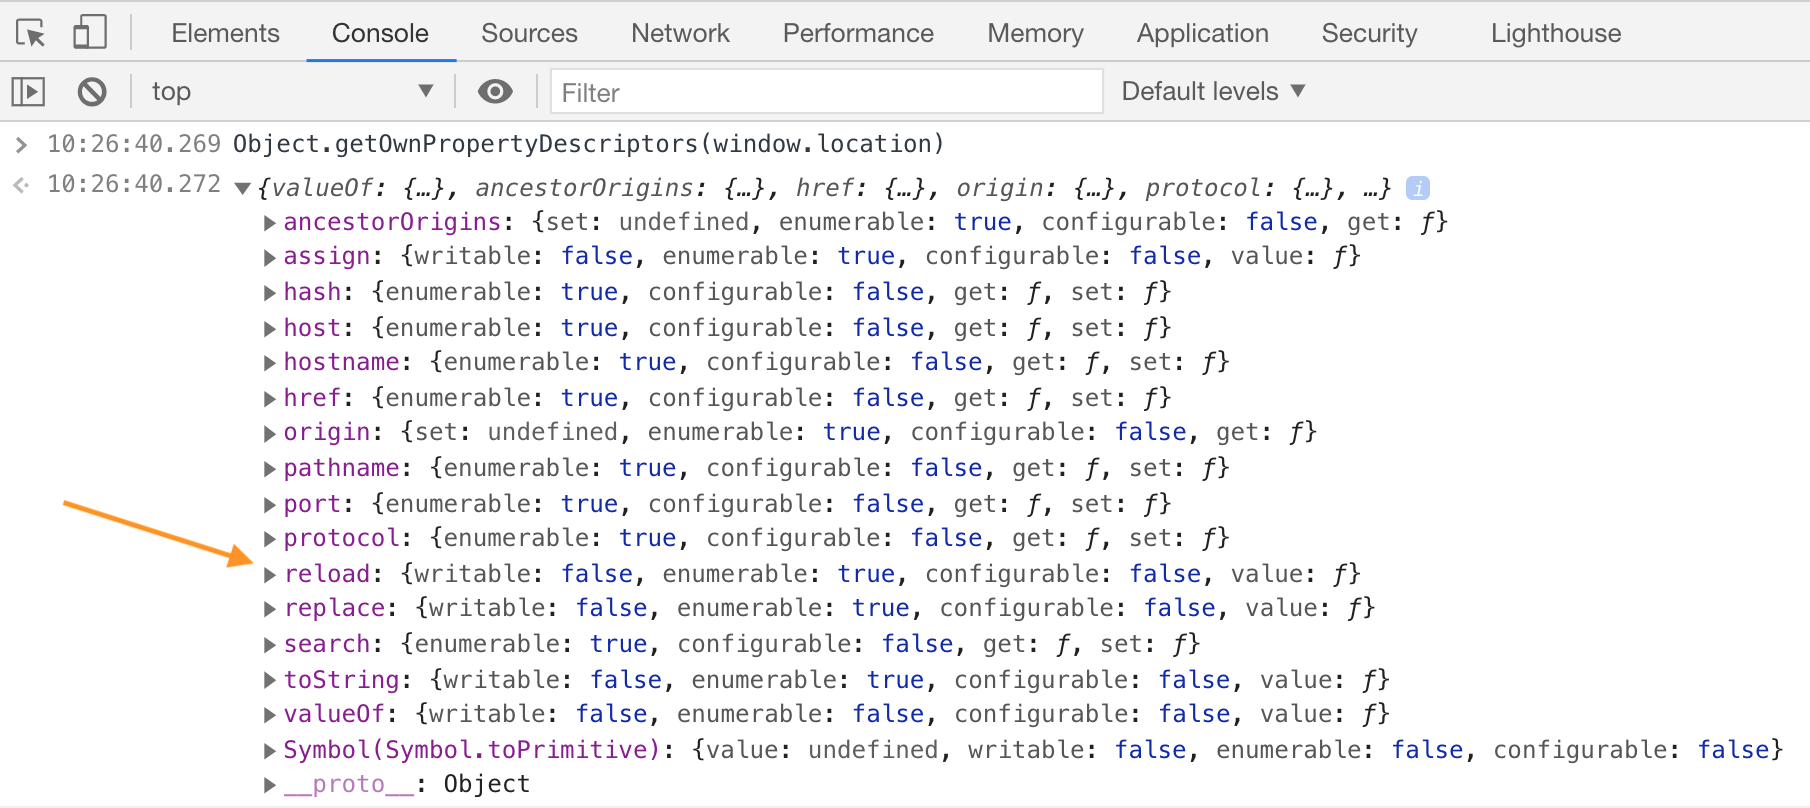 Elements Console Sources Network Performance Memory Application Security Lighthouse
top Filter Default levels
10:26:40.269 Object.getOwnPropertyDescriptors(window.location)
10:26:40.272 {valueOf: {…}, ancestorOrigins: {…}, href: {…}, origin: {…}, protocol: {…}, …} i
ancestorOrigins: {set: undefined, enumerable: true, configurable: false, get: ƒ}
assign: {writable: false, enumerable: true, configurable: false, value: ƒ}
hash: {enumerable: true, configurable: false, get: ƒ, set: ƒ}
host: {enumerable: true, configurable: false, get: ƒ, set: ƒ}
hostname: {enumerable: true, configurable: false, get: ƒ, set: ƒ}
href: {enumerable: true, configurable: false, get: ƒ, set: ƒ}
origin: {set: undefined, enumerable: true, configurable: false, get: ƒ}
pathname: {enumerable: true, configurable: false, get: ƒ, set: ƒ}
port: {enumerable: true, configurable: false, get: ƒ, set: ƒ}
protocol: {enumerable: true, configurable: false, get: ƒ, set: ƒ}
reload: {writable: false, enumerable: true, configurable: false, value: ƒ}
replace: {writable: false, enumerable: true, configurable: false, value: ƒ}
search: {enumerable: true, configurable: false, get: ƒ, set: ƒ}
toString: {writable: false, enumerable: true, configurable: false, value: ƒ}
valueOf: {writable: false, enumerable: false, configurable: false, value: ƒ}
Symbol(Symbol.toPrimitive): {value: undefined, writable: false, enumerable: false, configurable: false}
__proto__: Object